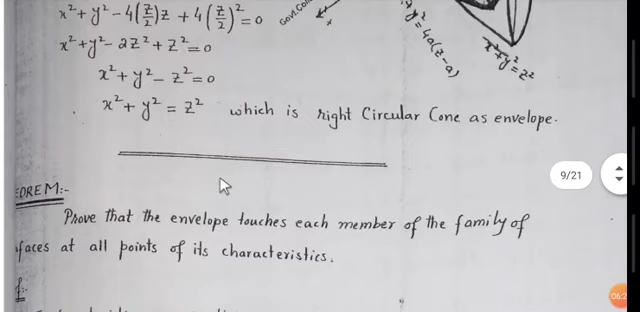 x² + y² - 4(z/2)z + 4(z/2)² = 0
x² + y² - 2z² + z² = 0
x² + y² - z² = 0
x² + y² = z² which is right Circular Cone as envelope.
y² = 4a(z-a)
x²+y²=z²
9/21
EOREM:-
Prove that the envelope touches each member of the family of
faces at all points of its characteristics.
f:-